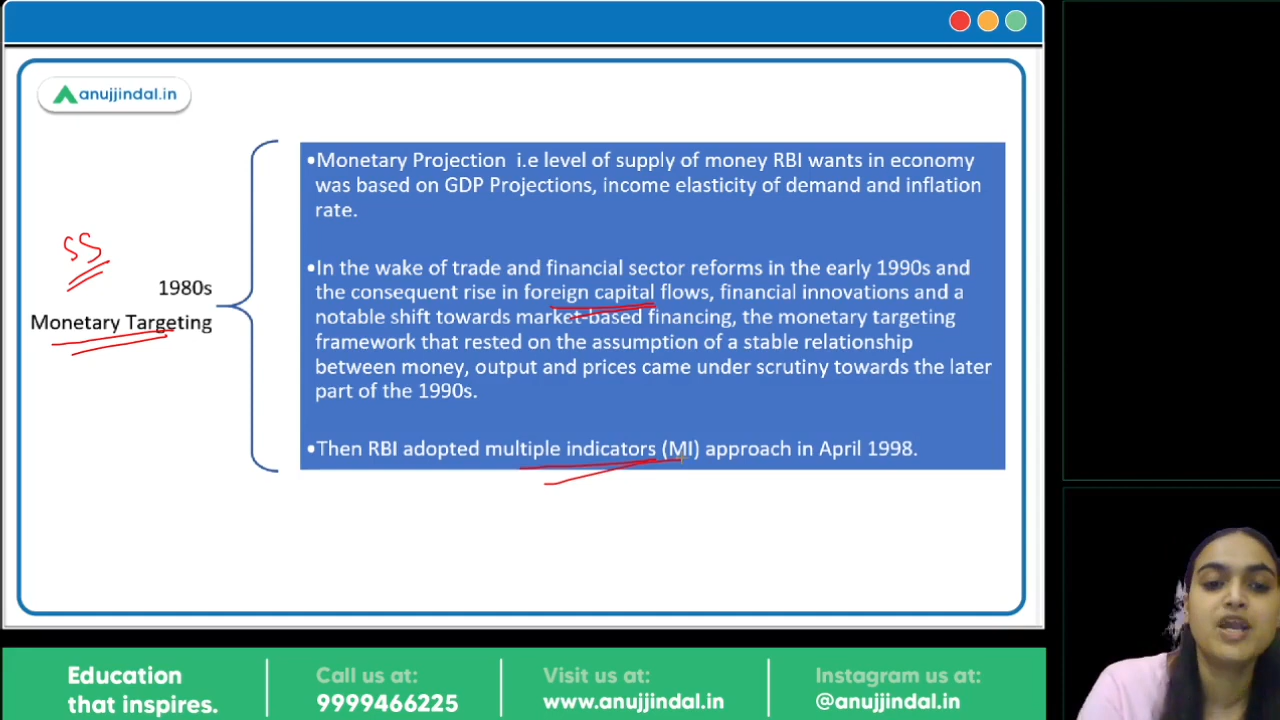 anujjindal.in
SS
1980s
Monetary Targeting
•Monetary Projection i.e level of supply of money RBI wants in economy
was based on GDP Projections, income elasticity of demand and inflation
rate.
•In the wake of trade and financial sector reforms in the early 1990s and
the consequent rise in foreign capital flows, financial innovations and a
notable shift towards market-based financing, the monetary targeting
framework that rested on the assumption of a stable relationship
between money, output and prices came under scrutiny towards the later
part of the 1990s.
•Then RBI adopted multiple indicators (MI) approach in April 1998.
Education
that inspires.
Call us at:
9999466225
Visit us at:
www.anujjindal.in
Instagram us at:
@anujjindal.in